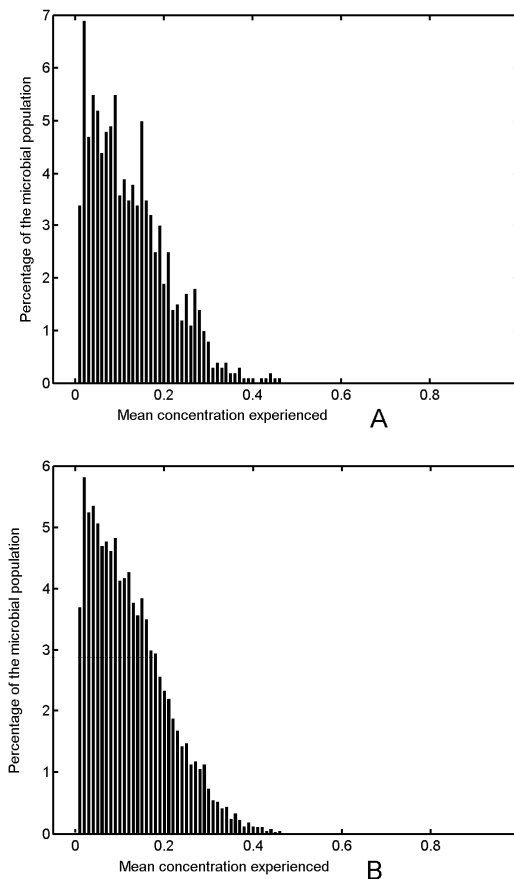 7
6
5
4
3
2
1
0
Percentage of the microbial population
0 0.2 0.4 0.6 0.8
Mean concentration experienced
A
6
5
4
3
2
1
0
Percentage of the microbial population
0 0.2 0.4 0.6 0.8
Mean concentration experienced
B